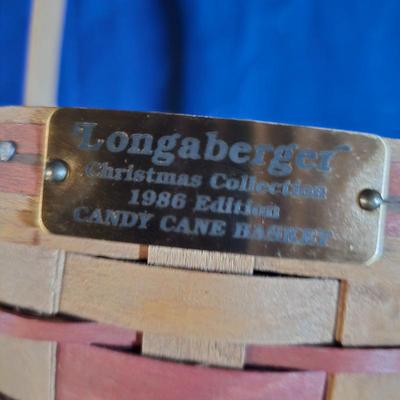 Longaberger
Christmas Collection
1986 Edition
CANDY CANE BASKET